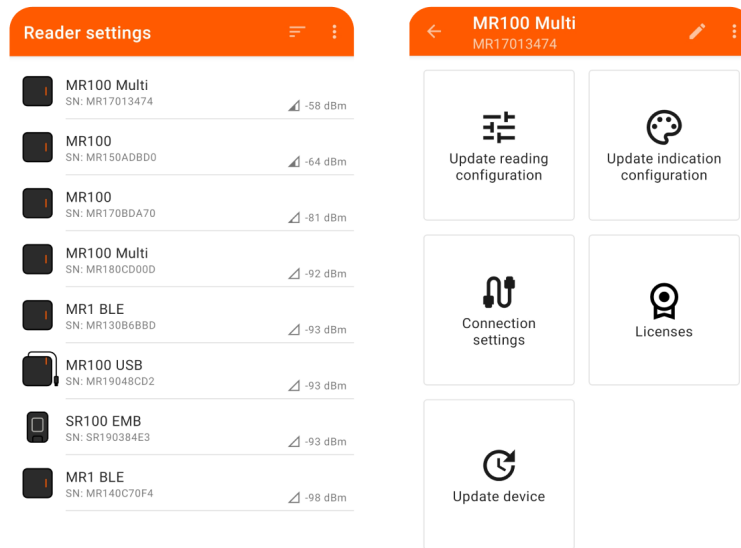 Reader settings
MR100 Multi
SN: MR17013474
-58 dBm
MR100
SN: MR150ADBD0
-64 dBm
MR100
SN: MR170BDA70
-81 dBm
MR100 Multi
SN: MR180CD00D
-92 dBm
MR1 BLE
SN: MR130B6BBD
-93 dBm
MR100 USB
SN: MR19048CD2
-93 dBm
SR100 EMB
SN: SR190384E3
-93 dBm
MR1 BLE
SN: MR140C70F4
-98 dBm
MR100 Multi
MR17013474
Update reading
configuration
Update indication
configuration
Connection
settings
Licenses
Update device